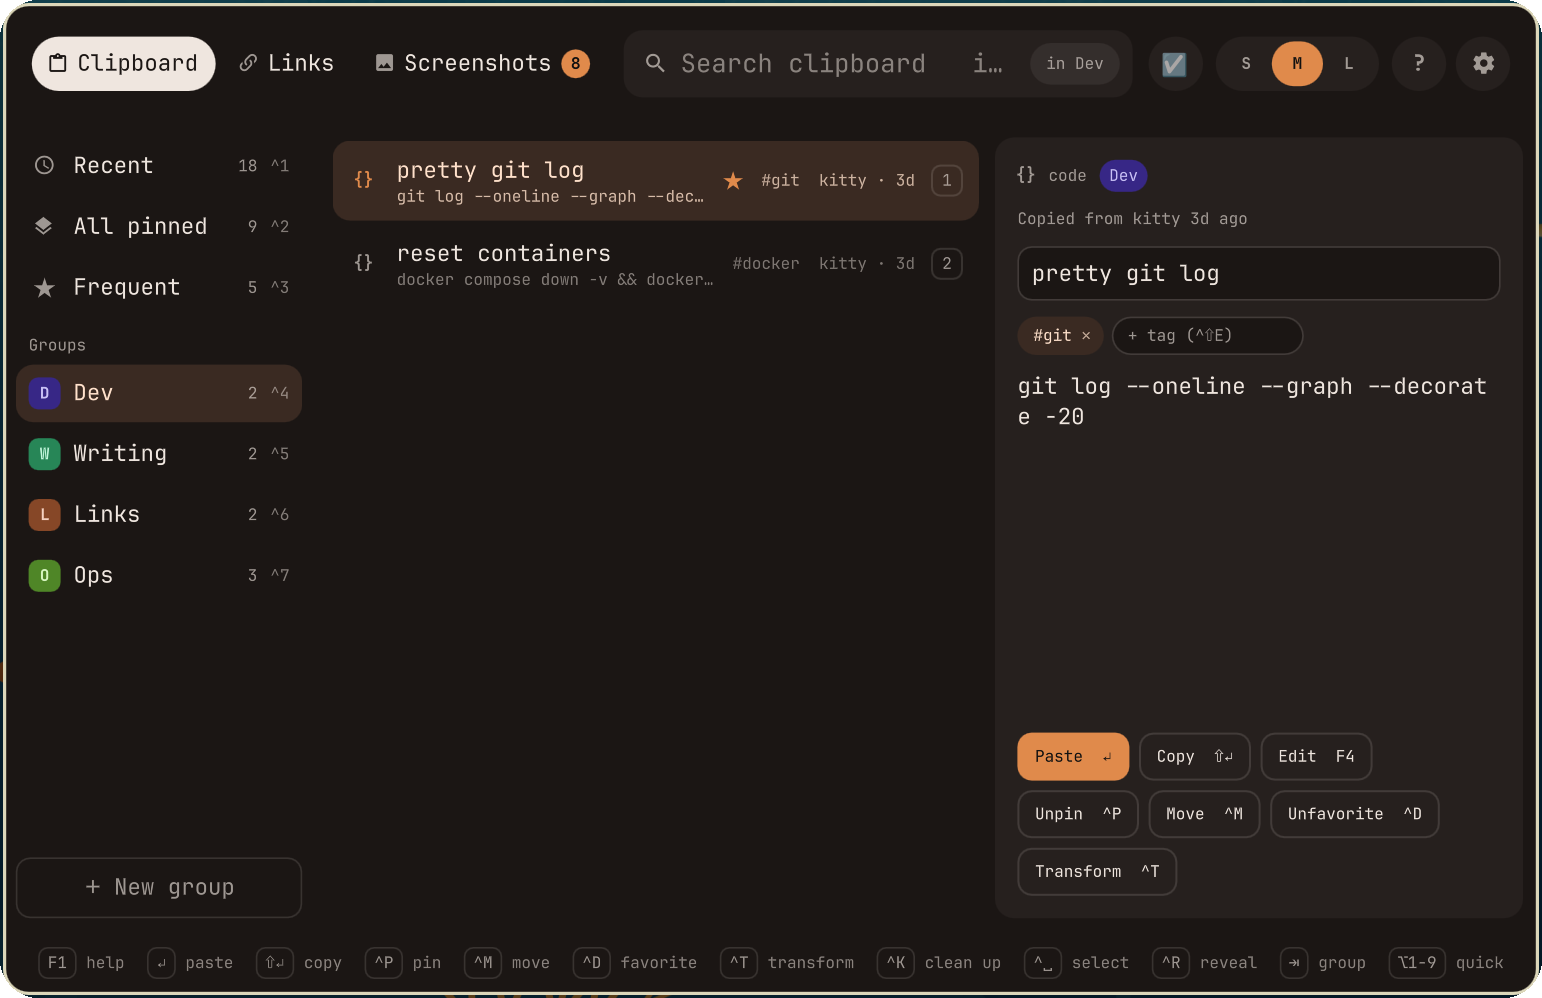 Clipboard Links Screenshots 8 Search clipboard i… in Dev S M L ?
Recent 18 ^1
All pinned 9 ^2
Frequent 5 ^3
Groups
D Dev 2 ^4
W Writing 2 ^5
L Links 2 ^6
O Ops 3 ^7
+ New group
{} pretty git log
git log --oneline --graph --dec… ★ #git kitty · 3d 1
{} reset containers
docker compose down -v && docker… #docker kitty · 3d 2
{} code Dev
Copied from kitty 3d ago
pretty git log
#git × + tag (^⇧E)
git log --oneline --graph --decorat
e -20
Paste ↲ Copy ⇧↲ Edit F4
Unpin ^P Move ^M Unfavorite ^D
Transform ^T
F1 help ↲ paste ⇧↲ copy ^P pin ^M move ^D favorite ^T transform ^K clean up ^␣ select ^R reveal ⇥ group ⌥1-9 quick